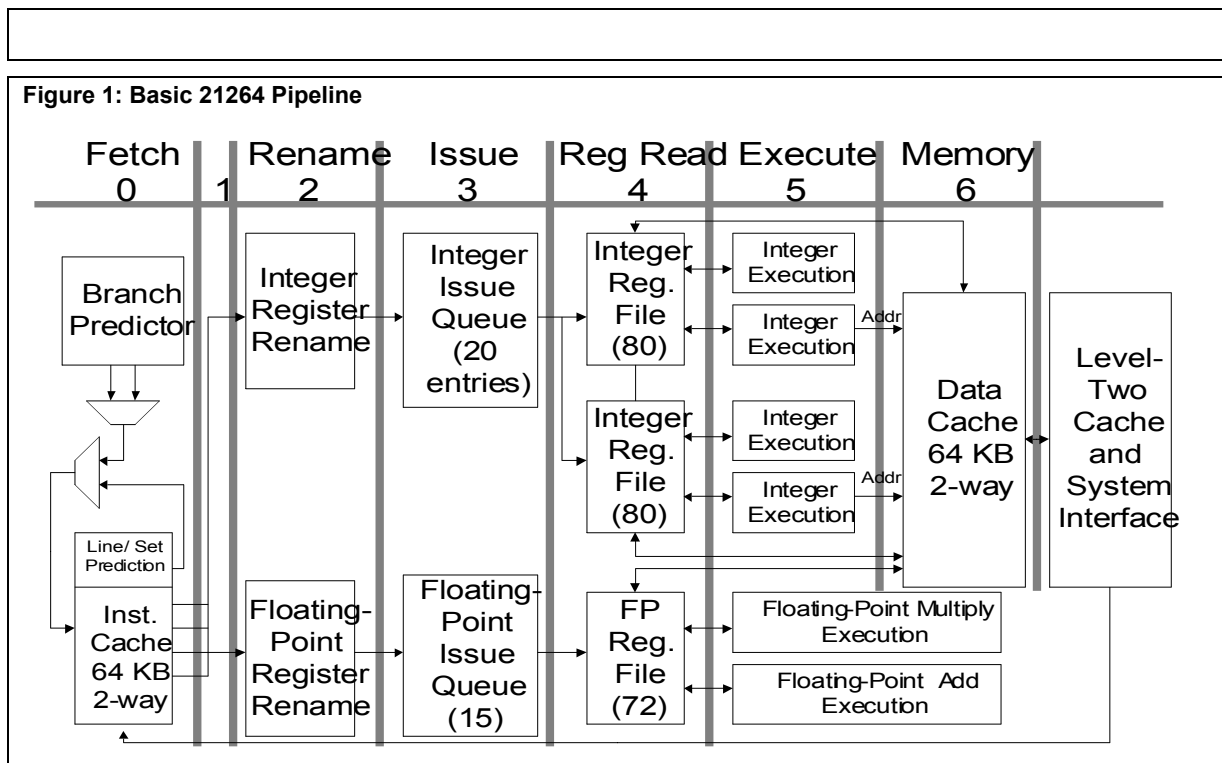 Figure 1: Basic 21264 Pipeline
Fetch
0
1
Rename
2
Issue
3
Reg Read
4
Execute
5
Memory
6
Branch
Predictor
Line/ Set
Prediction
Inst.
Cache
64 KB
2-way
Integer
Register
Rename
Floating-
Point
Register
Rename
Integer
Issue
Queue
(20
entries)
Floating-
Point
Issue
Queue
(15)
Integer
Reg.
File
(80)
Integer
Reg.
File
(80)
FP
Reg.
File
(72)
Integer
Execution
Integer
Execution
Addr
Integer
Execution
Integer
Execution
Addr
Floating-Point Multiply
Execution
Floating-Point Add
Execution
Data
Cache
64 KB
2-way
Level-
Two
Cache
and
System
Interface